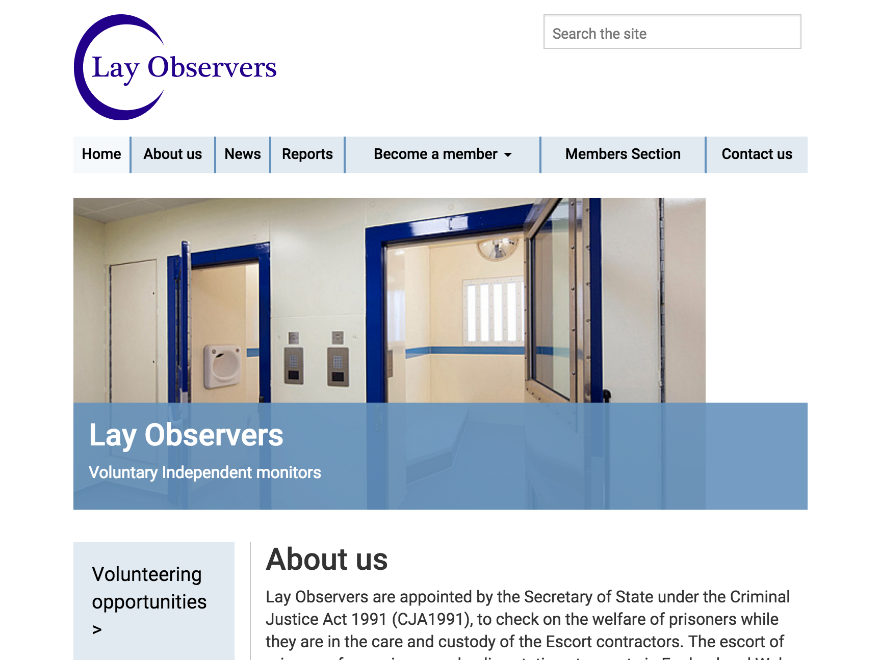 Lay Observers
Search the site
Home
About us
News
Reports
Become a member
Members Section
Contact us
Lay Observers
Voluntary Independent monitors
Volunteering
opportunities
>
About us
Lay Observers are appointed by the Secretary of State under the Criminal
Justice Act 1991 (CJA1991), to check on the welfare of prisoners while
they are in the care and custody of the Escort contractors. The escort of